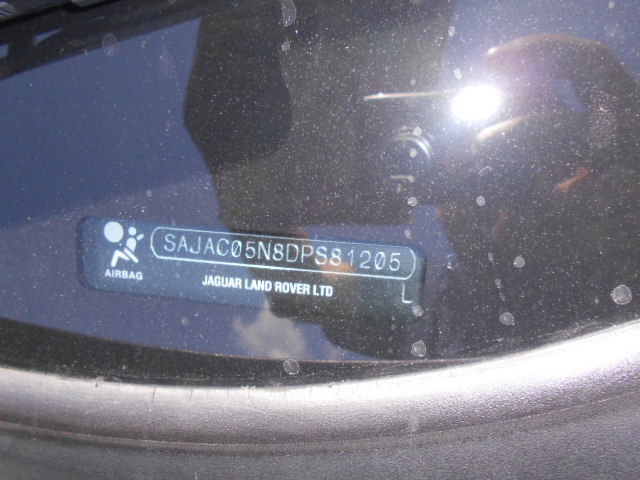 SAJAC05N8DPS81205
AIRBAG
JAGUAR LAND ROVER LTD
L